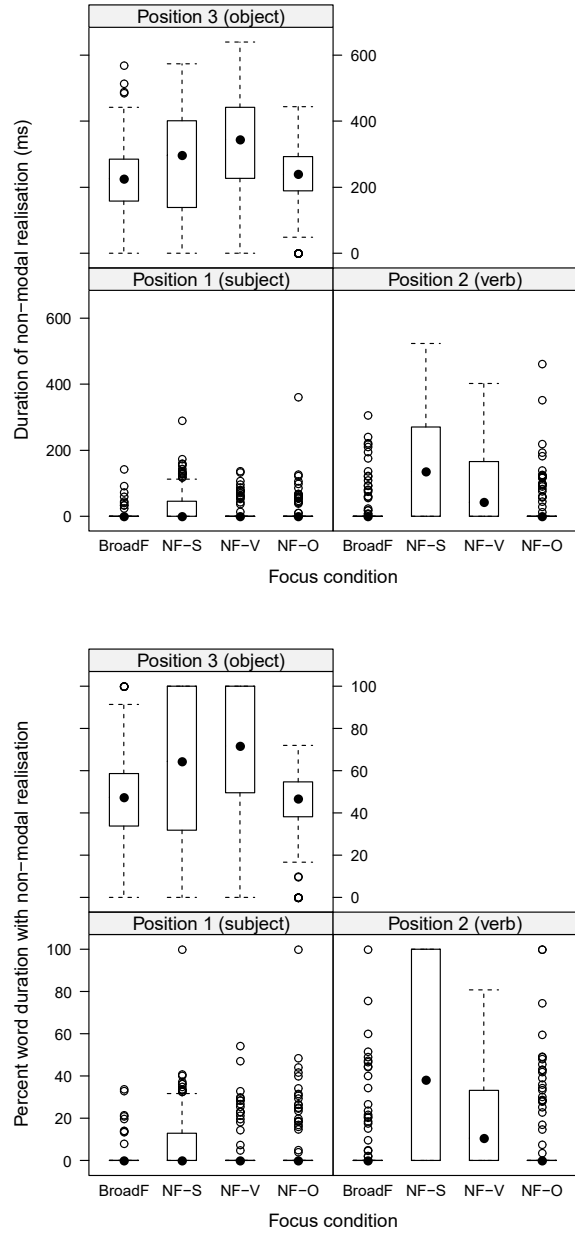 Position 3 (object)
600
400
200
0
Position 1 (subject)
Position 2 (verb)
600
400
200
0
Duration of non−modal realisation (ms)
BroadF NF−S NF−V NF−O
BroadF NF−S NF−V NF−O
Focus condition
Position 3 (object)
100
80
60
40
20
0
Position 1 (subject)
Position 2 (verb)
100
80
60
40
20
0
Percent word duration with non−modal realisation
BroadF NF−S NF−V NF−O
BroadF NF−S NF−V NF−O
Focus condition